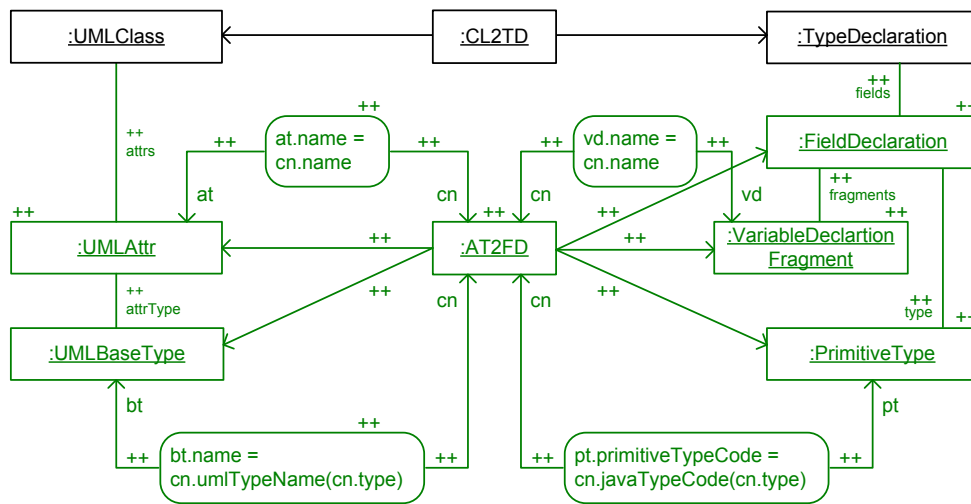 :UMLClass
:CL2TD
:TypeDeclaration
++
attrs
++
fields
++
++
at.name =
cn.name
++
++
++
vd.name =
cn.name
++
++
:FieldDeclaration
at
cn
cn
vd
++
fragments
++
++
++
++
:UMLAttr
++
:AT2FD
++
:VariableDeclartion
Fragment
++
attrType
++
cn
cn
++
++
type
++
:UMLBaseType
:PrimitiveType
bt
pt
++
++
bt.name =
cn.umlTypeName(cn.type)
++
++
pt.primitiveTypeCode =
cn.javaTypeCode(cn.type)
++